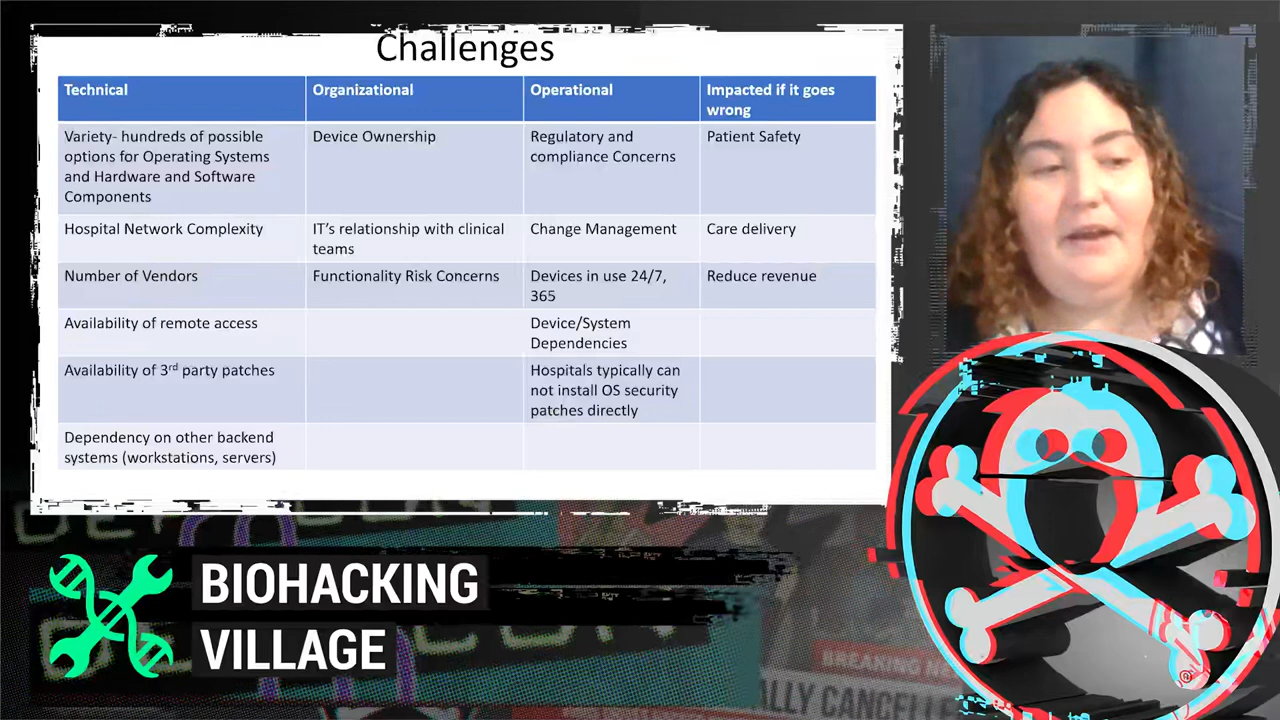 Challenges
Technical
Organizational
Operational
Impacted if it goes
wrong
Variety- hundreds of possible
options for Operating Systems
and Hardware and Software
Components
Device Ownership
Regulatory and
compliance Concerns
Patient Safety
Hospital Network Complexity
IT’s relationship with clinical
teams
Change Management
Care delivery
Number of Vendors
Functionality Risk Concerns
Devices in use 24/7,
365
Reduce revenue
Availability of remote access
Device/System
Dependencies
Availability of 3rd party patches
Hospitals typically can
not install OS security
patches directly
Dependency on other backend
systems (workstations, servers)
BIOHACKING
VILLAGE
BREAKING
ALLY CANCELLE